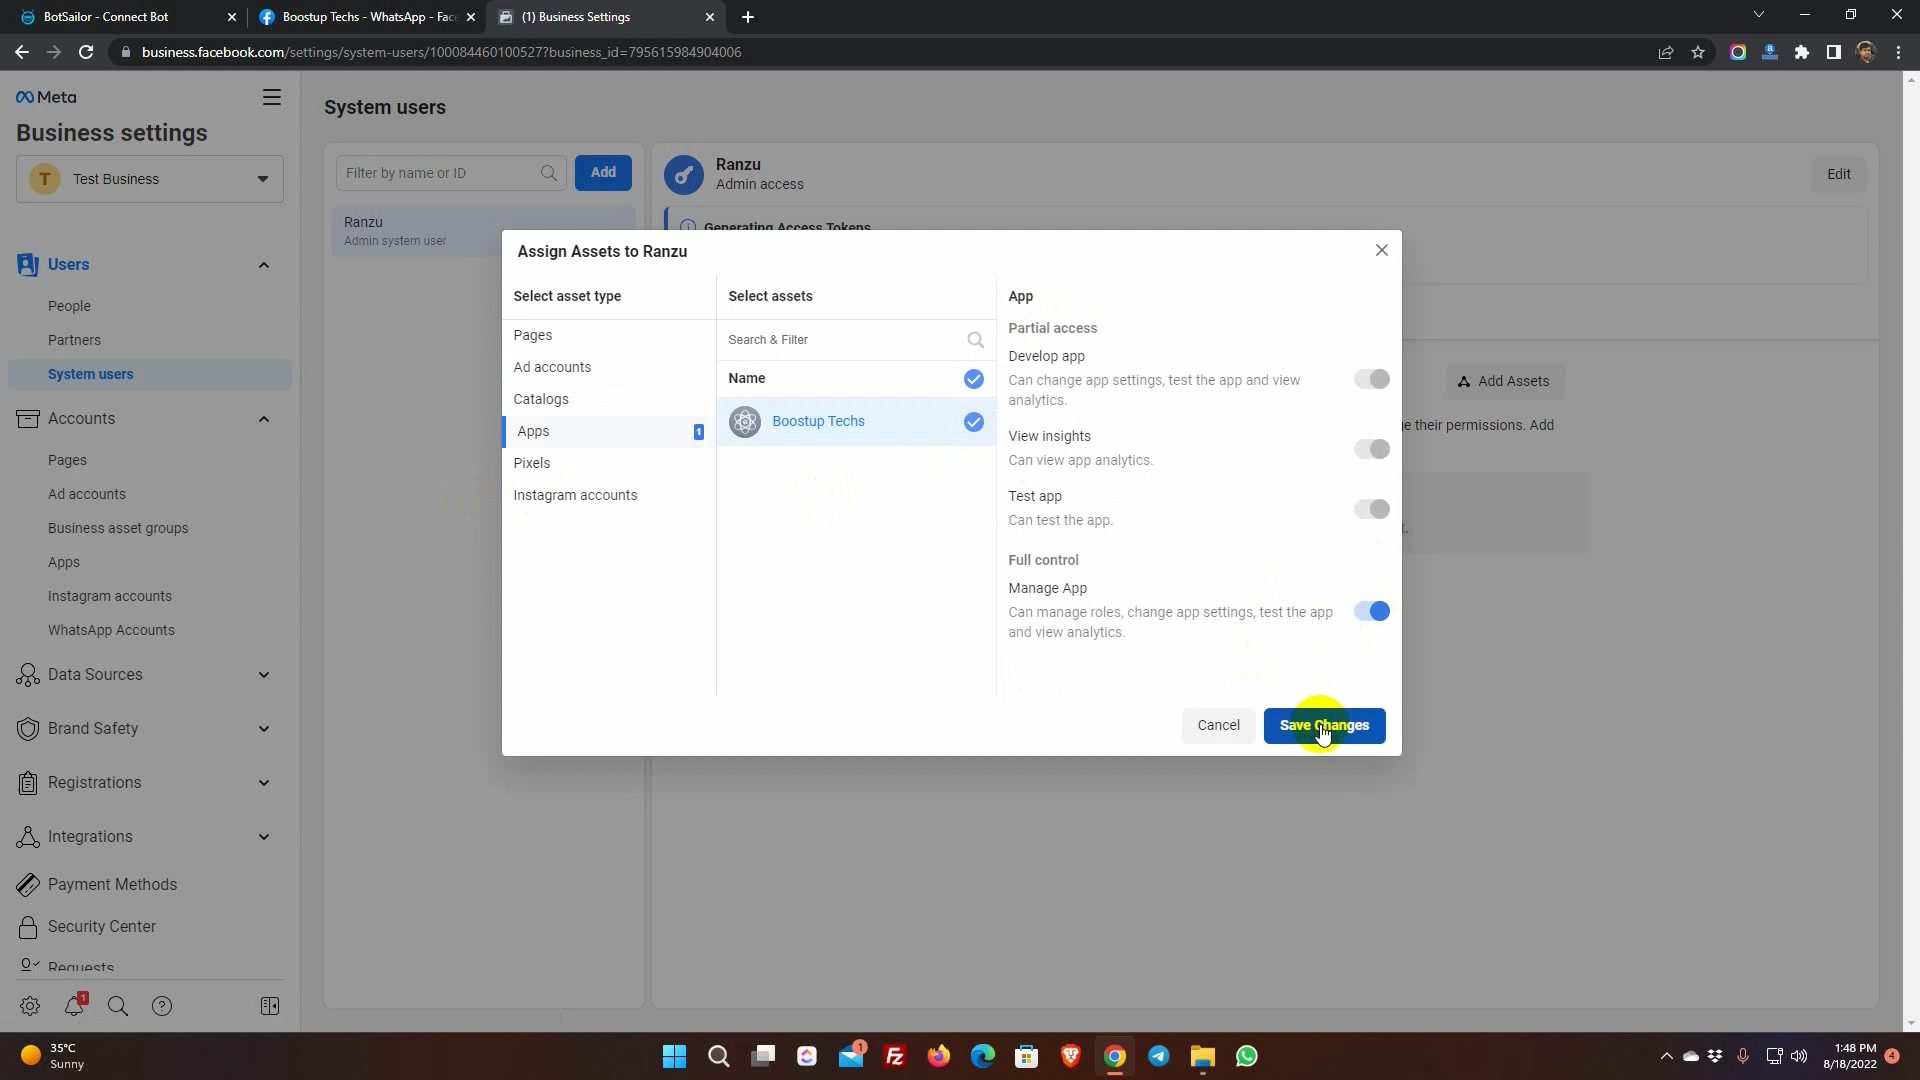 BotSailor - Connect Bot
Boostup Techs - WhatsApp - Face
(1) Business Settings
business.facebook.com/settings/system-users/100084460100527?business_id=795615984904006
Meta
Business settings
T
Test Business
Users
People
Partners
System users
Accounts
Pages
Ad accounts
Business asset groups
Apps
Instagram accounts
WhatsApp Accounts
Data Sources
Brand Safety
Registrations
Integrations
Payment Methods
Security Center
Requests
1
System users
Filter by name or ID
Add
Ranzu
Admin system user
Ranzu
Admin access
Edit
Generating Access Tokens
Add Assets
e their permissions. Add
Assign Assets to Ranzu
Select asset type
Pages
Ad accounts
Catalogs
Apps
1
Pixels
Instagram accounts
Select assets
Search & Filter
Name
Boostup Techs
App
Partial access
Develop app
Can change app settings, test the app and view
analytics.
View insights
Can view app analytics.
Test app
Can test the app.
Full control
Manage App
Can manage roles, change app settings, test the app
and view analytics.
Cancel
Save Changes
35°C
Sunny
1
Fz
1:48 PM
8/18/2022
4